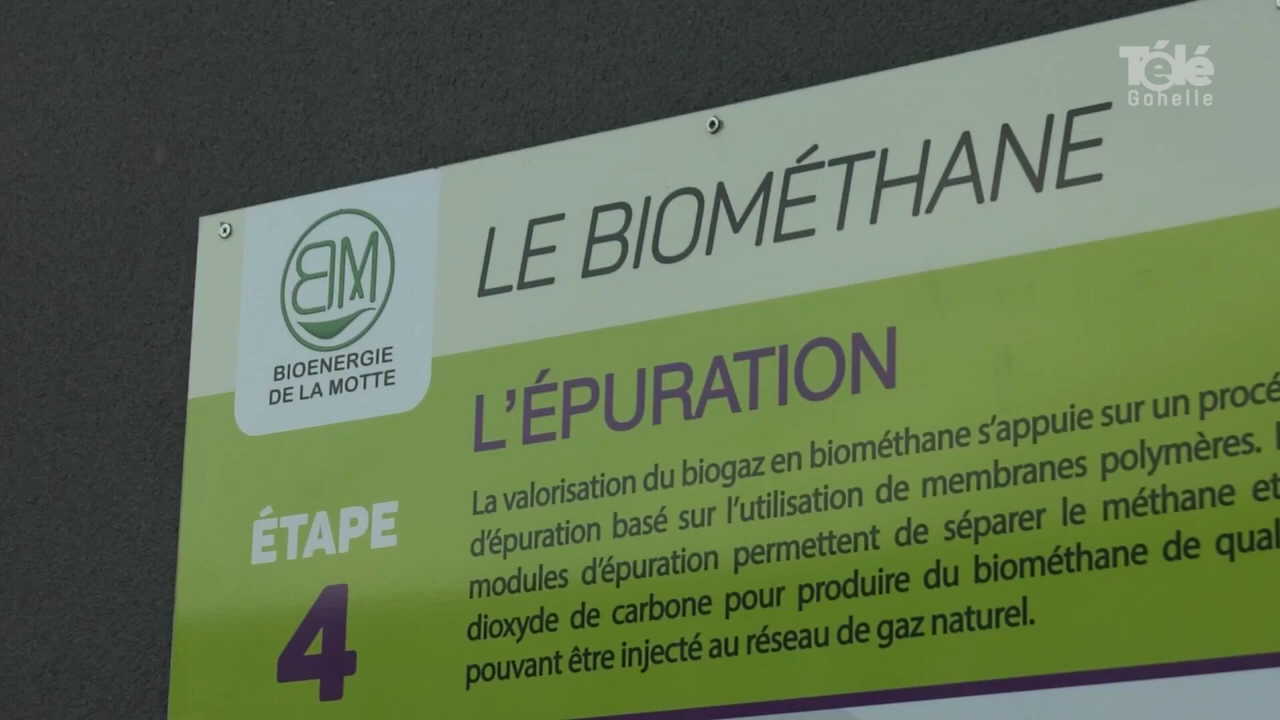 Télé
Gohelle
LE BIOMÉTHANE
BM
BIOENERGIE
DE LA MOTTE
L'ÉPURATION
La valorisation du biogaz en biométhane s'appuie sur un
d'épuration basé sur l'utilisation de membranes polymères.
modules d'épuration permettent de séparer le méthane et
dioxyde de carbone pour produire du biométhane de
pouvant être injecté au réseau de gaz naturel.
ÉTAPE
4